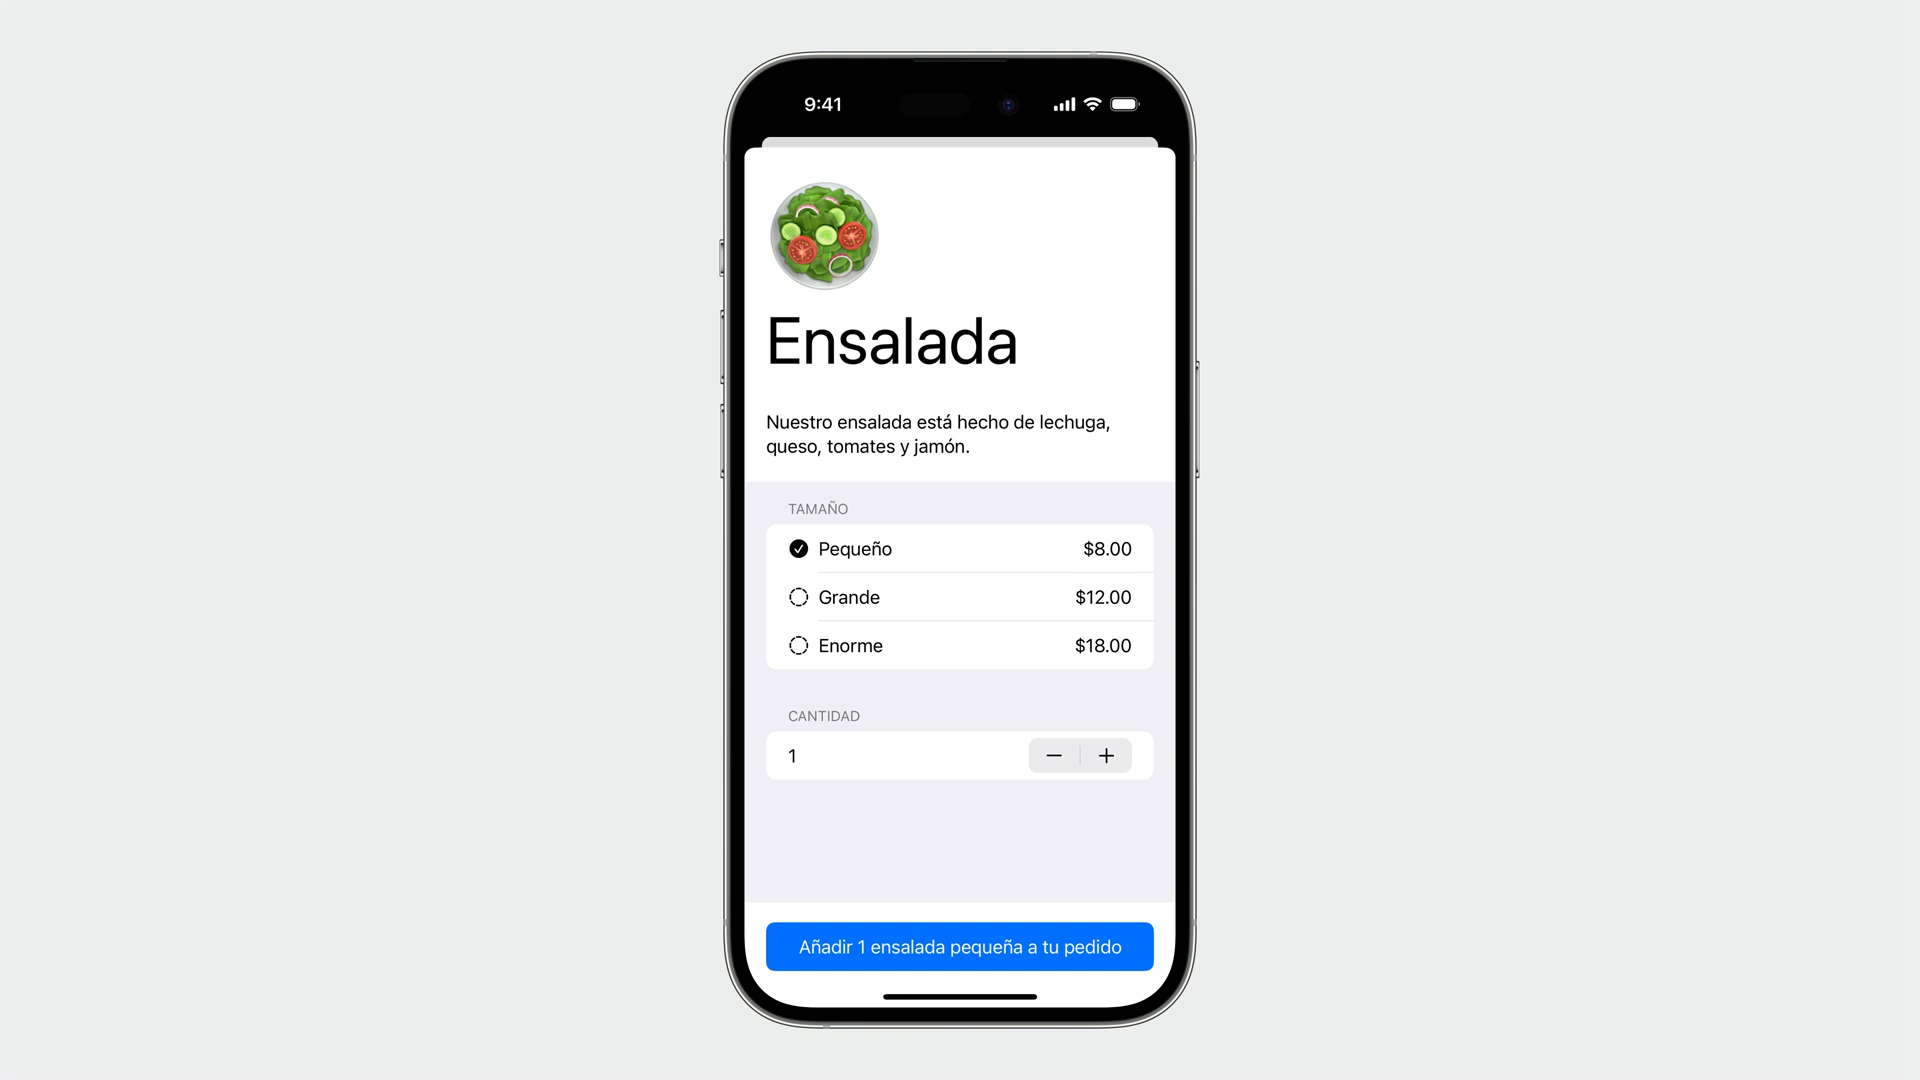 9:41
Ensalada
Nuestro ensalada está hecho de lechuga,
queso, tomates y jamón.
TAMAÑO
Pequeño $8.00
Grande $12.00
Enorme $18.00
CANTIDAD
1
Añadir 1 ensalada pequeña a tu pedido